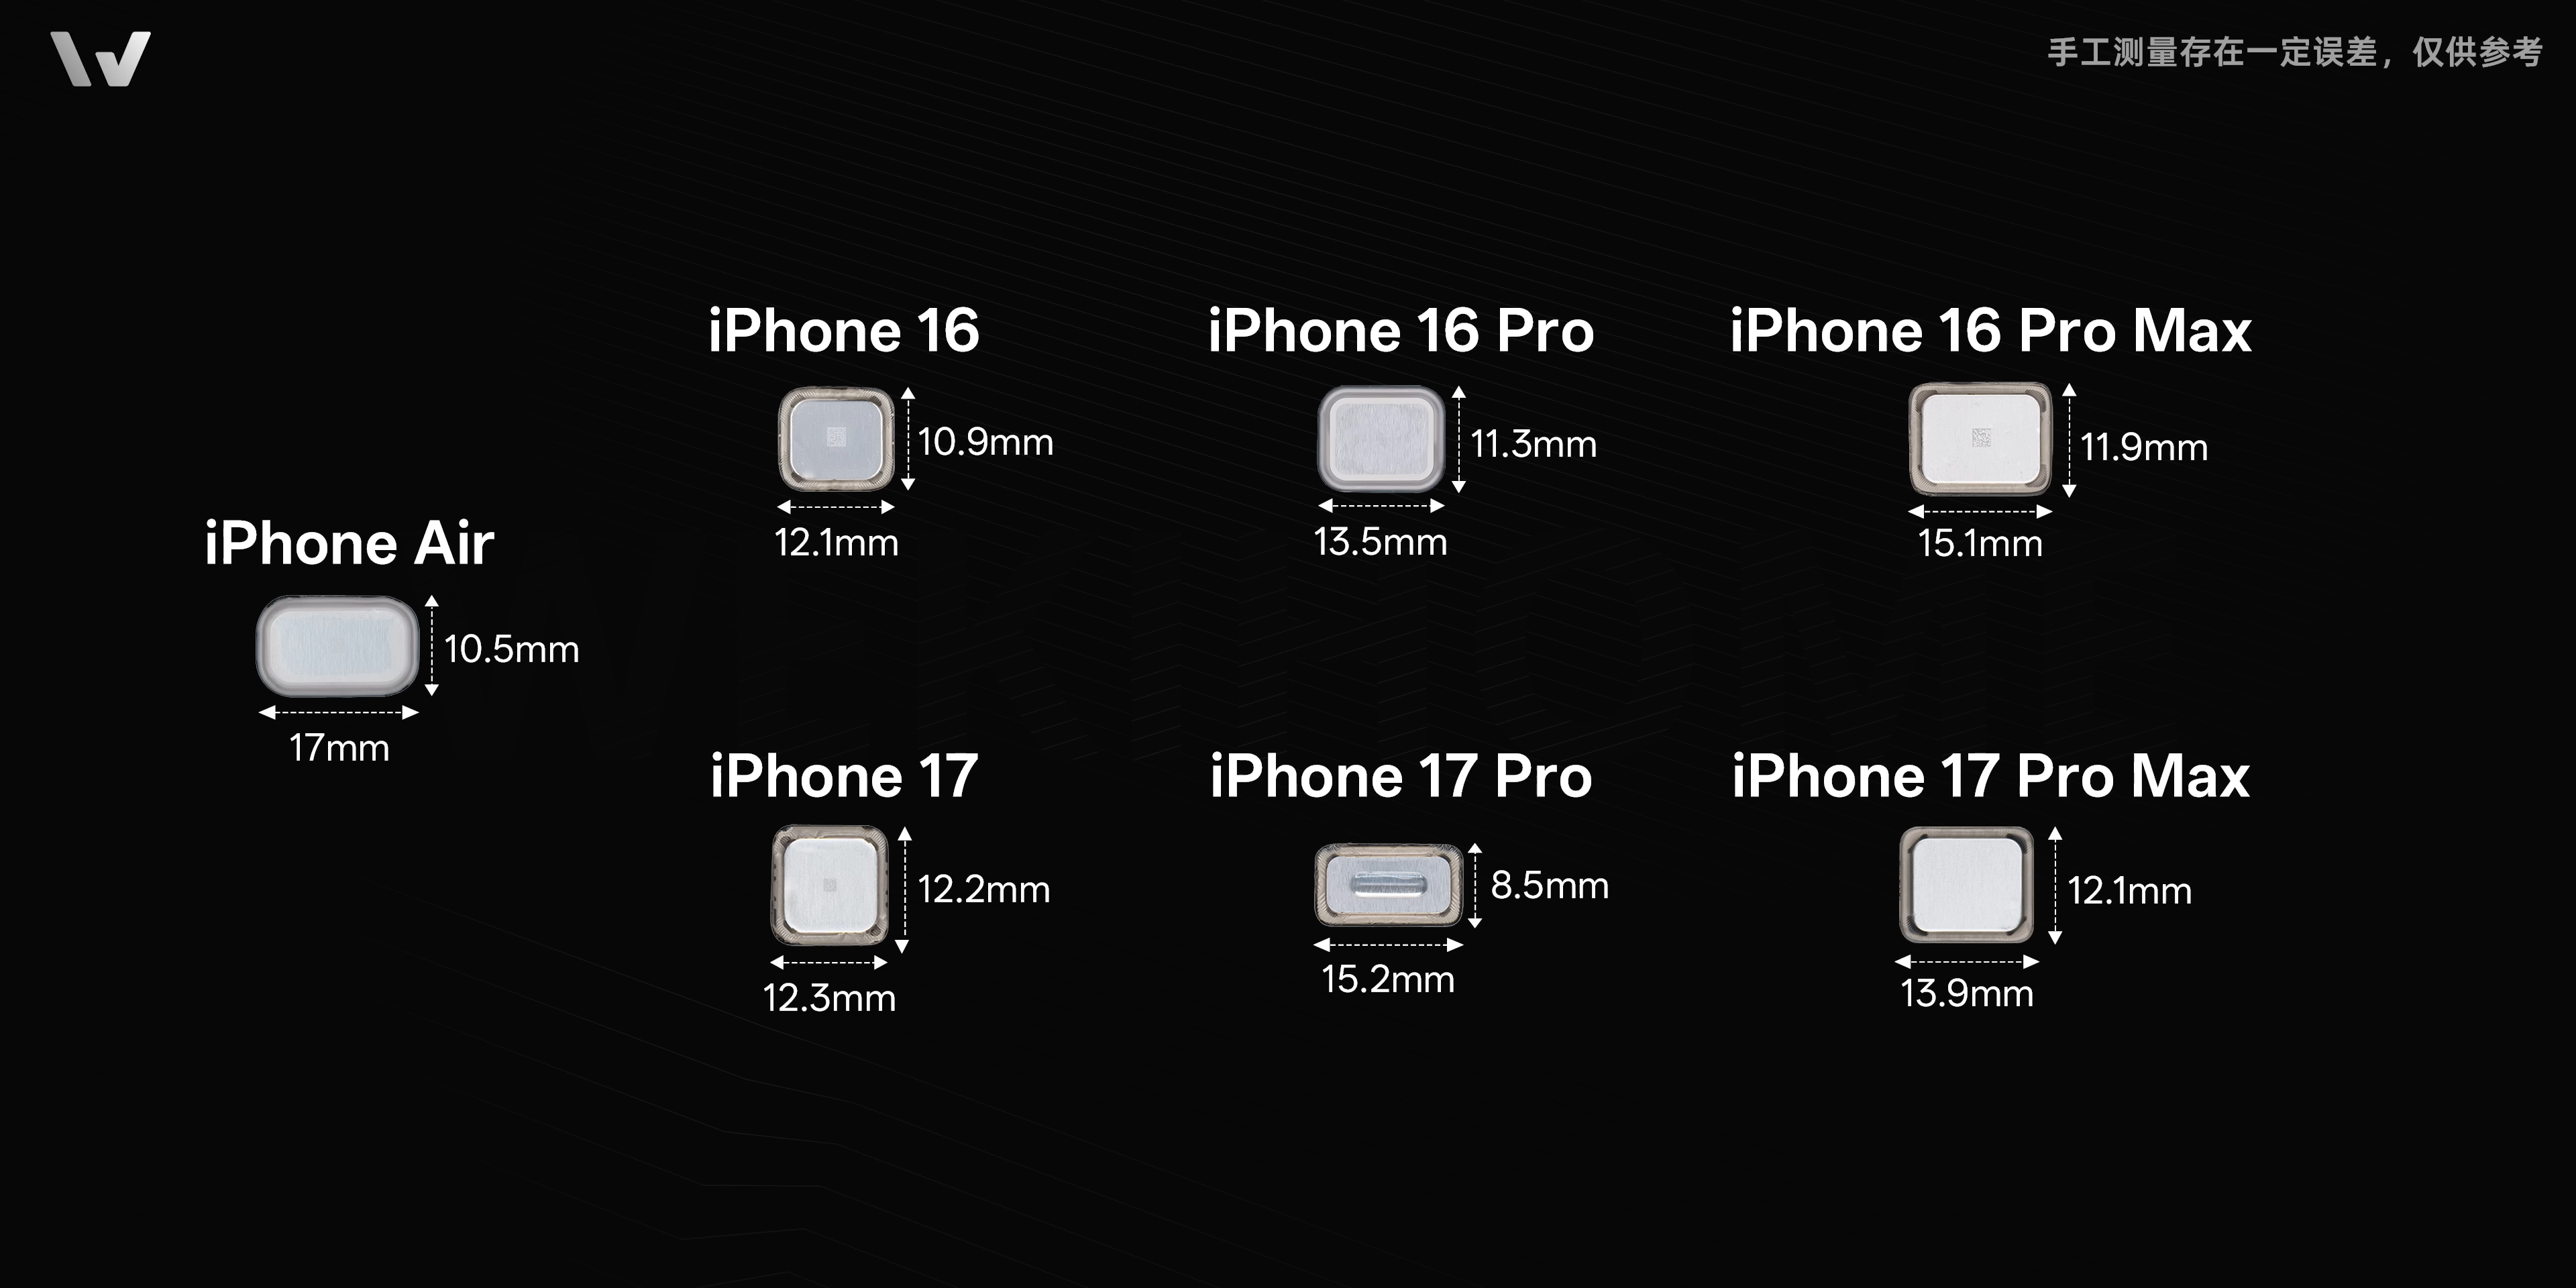 W
手工测量存在一定误差，仅供参考
iPhone Air
10.5mm
17mm
iPhone 16
10.9mm
12.1mm
iPhone 16 Pro
11.3mm
13.5mm
iPhone 16 Pro Max
11.9mm
15.1mm
iPhone 17
12.2mm
12.3mm
iPhone 17 Pro
8.5mm
15.2mm
iPhone 17 Pro Max
12.1mm
13.9mm